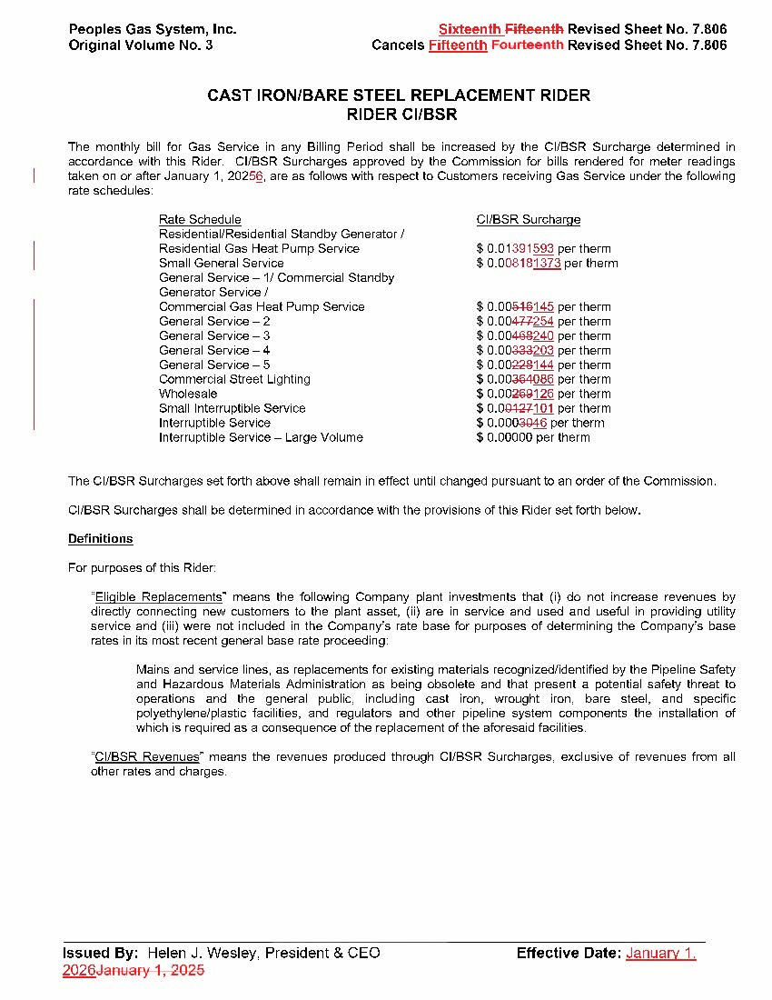 Peoples Gas System, Inc.
Sixteenth Fifteenth Revised Sheet No. 7.806
Original Volume No. 3
Cancels Fifteenth Fourteenth Revised Sheet No. 7.806
CAST IRON/BARE STEEL REPLACEMENT RIDER
RIDER CI/BSR
The monthly bill for Gas Service in any Billing Period shall be increased by the CI/BSR Surcharge determined in
accordance with this Rider. CI/BSR Surcharges approved by the Commission for bills rendered for meter readings
taken on or after January 1, 20256, are as follows with respect to Customers receiving Gas Service under the following
rate schedules:
Rate Schedule CI/BSR Surcharge
Residential/Residential Standby Generator /
Residential Gas Heat Pump Service $ 0.01391593 per therm
Small General Service $ 0.008181373 per therm
General Service – 1/ Commercial Standby
Generator Service /
Commercial Gas Heat Pump Service $ 0.00516145 per therm
General Service – 2 $ 0.00477254 per therm
General Service – 3 $ 0.00468240 per therm
General Service – 4 $ 0.00333203 per therm
General Service – 5 $ 0.00228144 per therm
Commercial Street Lighting $ 0.00364086 per therm
Wholesale $ 0.00269126 per therm
Small Interruptible Service $ 0.00127101 per therm
Interruptible Service $ 0.0003046 per therm
Interruptible Service – Large Volume $ 0.00000 per therm
The CI/BSR Surcharges set forth above shall remain in effect until changed pursuant to an order of the Commission.
CI/BSR Surcharges shall be determined in accordance with the provisions of this Rider set forth below.
Definitions
For purposes of this Rider:
"Eligible Replacements" means the following Company plant investments that (i) do not increase revenues by
directly connecting new customers to the plant asset, (ii) are in service and used and useful in providing utility
service and (iii) were not included in the Company's rate base for purposes of determining the Company's base
rates in its most recent general base rate proceeding:
Mains and service lines, as replacements for existing materials recognized/identified by the Pipeline Safety
and Hazardous Materials Administration as being obsolete and that present a potential safety threat to
operations and the general public, including cast iron, wrought iron, bare steel, and specific
polyethylene/plastic facilities, and regulators and other pipeline system components the installation of
which is required as a consequence of the replacement of the aforesaid facilities.
"CI/BSR Revenues" means the revenues produced through CI/BSR Surcharges, exclusive of revenues from all
other rates and charges.
Issued By: Helen J. Wesley, President & CEO Effective Date: January 1,
2026January 1, 2025